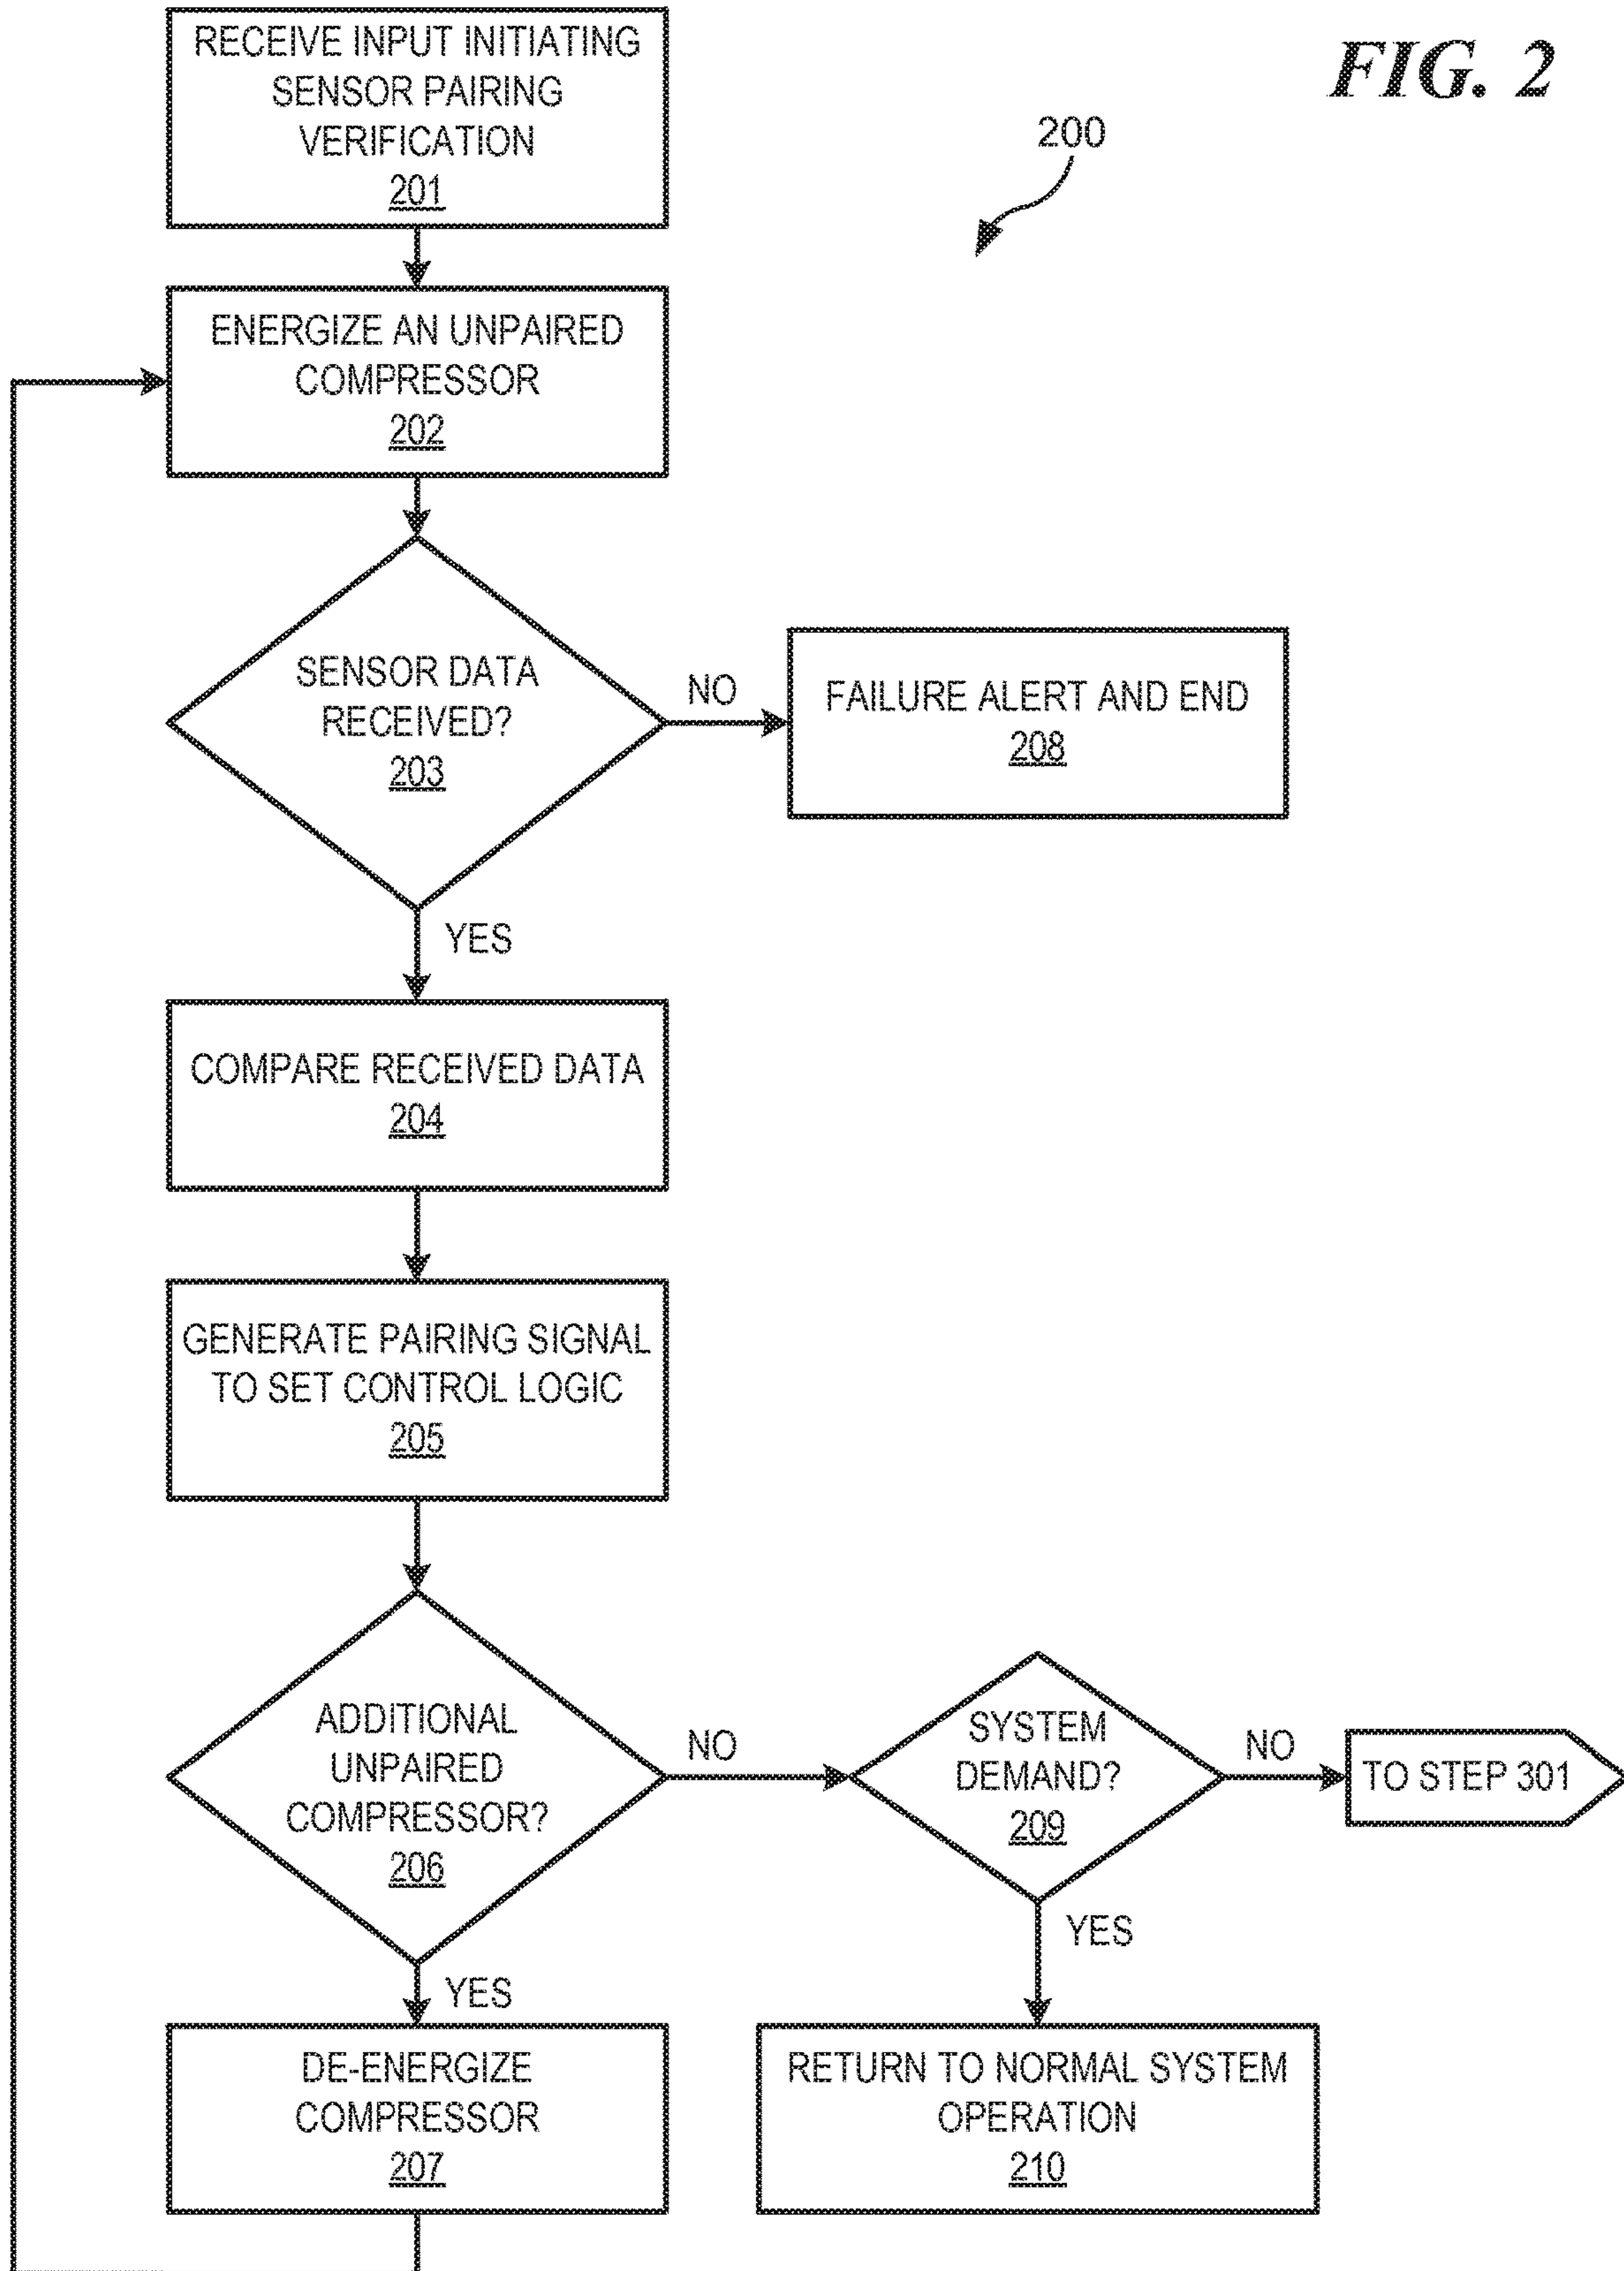 FIG. 2
200
RECEIVE INPUT INITIATING
SENSOR PAIRING
VERIFICATION
201
ENERGIZE AN UNPAIRED
COMPRESSOR
202
SENSOR DATA
RECEIVED?
203
NO
FAILURE ALERT AND END
208
YES
COMPARE RECEIVED DATA
204
GENERATE PAIRING SIGNAL
TO SET CONTROL LOGIC
205
ADDITIONAL
UNPAIRED
COMPRESSOR?
206
NO
SYSTEM
DEMAND?
209
NO
TO STEP 301
YES
YES
DE-ENERGIZE
COMPRESSOR
207
RETURN TO NORMAL SYSTEM
OPERATION
210